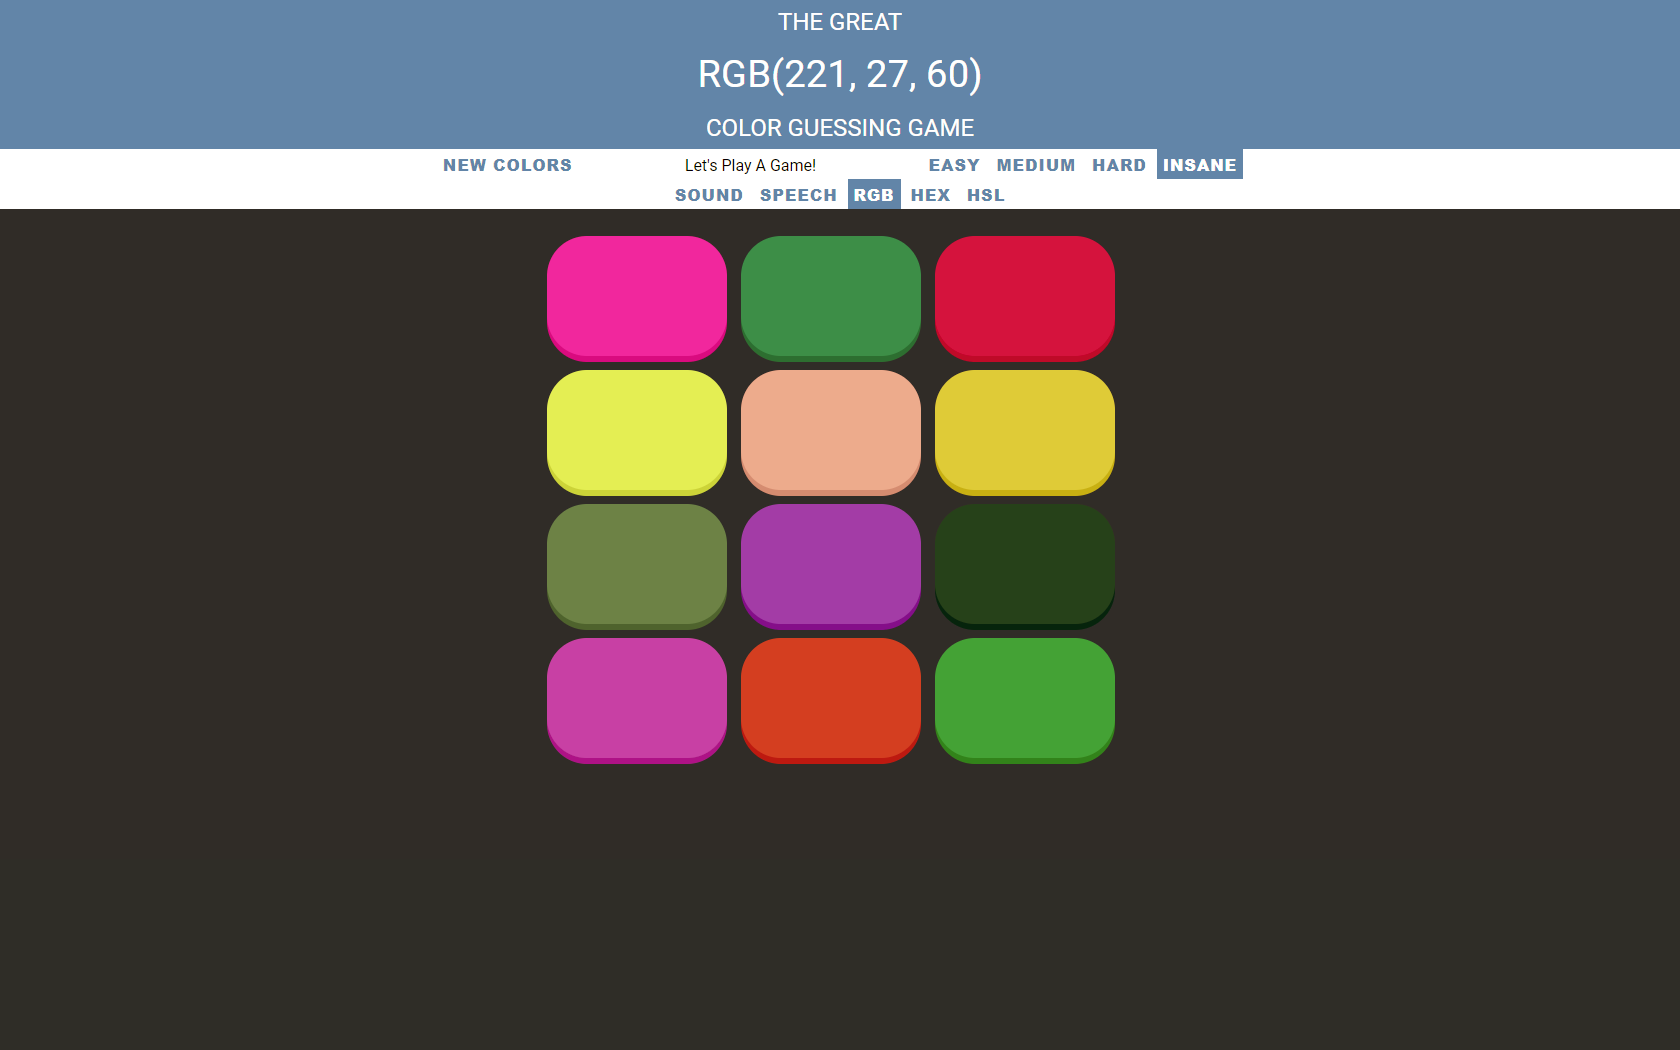 THE GREAT
RGB(221, 27, 60)
COLOR GUESSING GAME
NEW COLORS Let's Play A Game! EASY MEDIUM HARD INSANE
SOUND SPEECH RGB HEX HSL